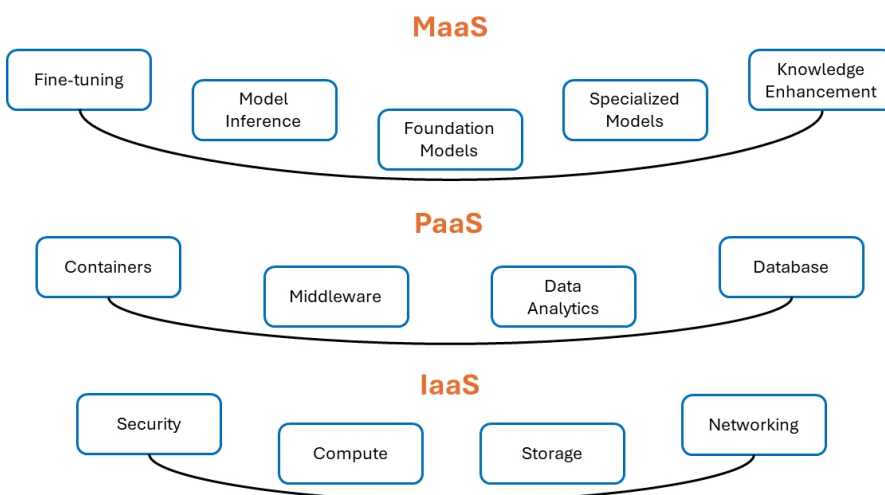 MaaS
Fine-tuning
Model
Inference
Foundation
Models
Specialized
Models
Knowledge
Enhancement
PaaS
Containers
Middleware
Data
Analytics
Database
IaaS
Security
Compute
Storage
Networking